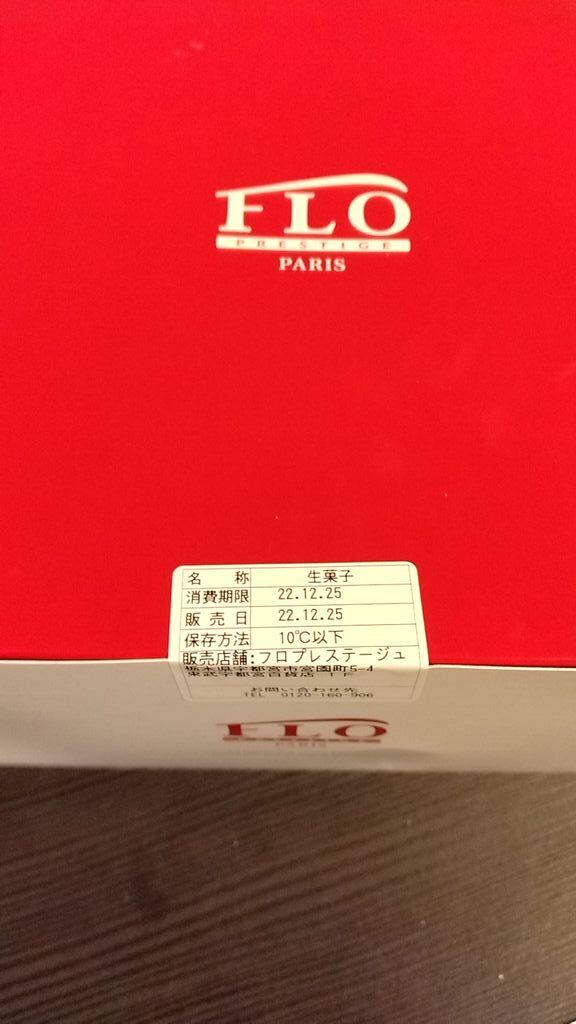 FLO
PRESTIGE
PARIS
名 称 生菓子
消費期限 22.12.25
販売日 22.12.25
保存方法 10℃以下
販売店舗:フロプレステージュ
栃木県宇都宮市宮園町5-4
東武宇都宮百貨店 1F
お問い合わせ先
TEL 0120-160-906
FLO
PARIS